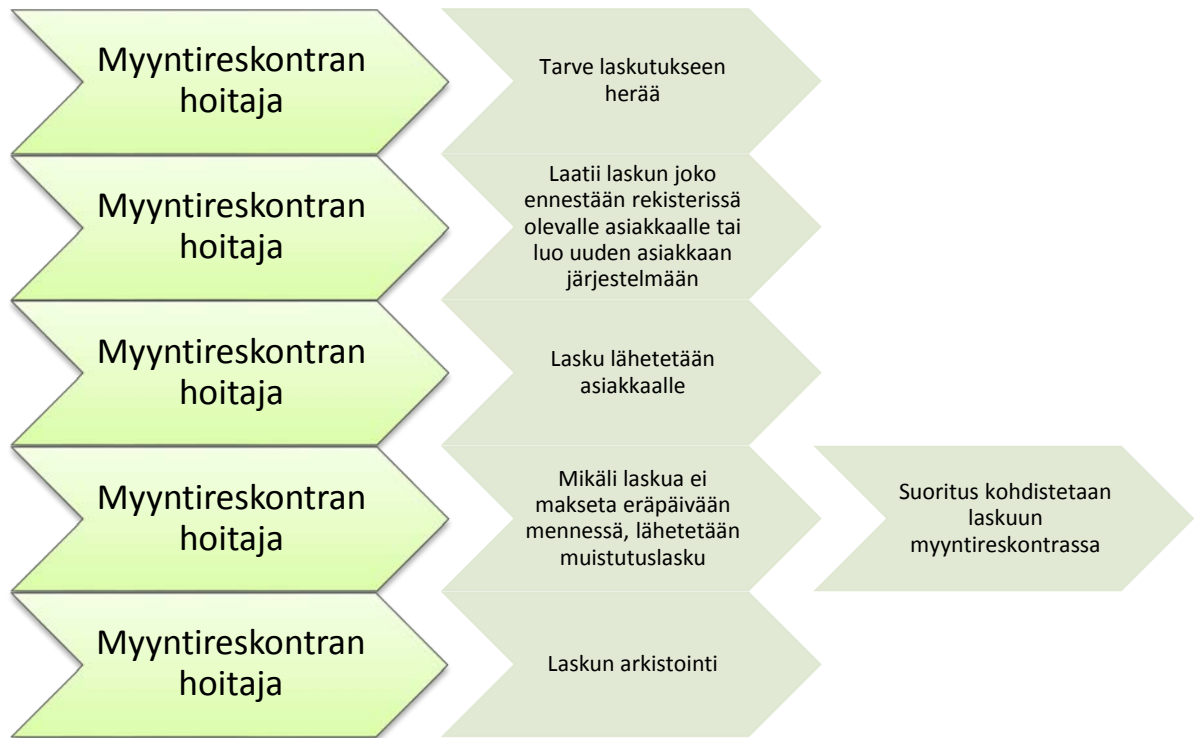 Myyntireskontran
hoitaja
Tarve laskutukseen
herää
Myyntireskontran
hoitaja
Laatii laskun joko
ennestään rekisterissä
olevalle asiakkaalle tai
luo uuden asiakkaan
järjestelmään
Myyntireskontran
hoitaja
Lasku lähetetään
asiakkaalle
Myyntireskontran
hoitaja
Mikäli laskua ei
makseta eräpäivään
mennessä, lähetetään
muistutuslasku
Suoritus kohdistetaan
laskuun
myyntireskontrassa
Myyntireskontran
hoitaja
Laskun arkistointi